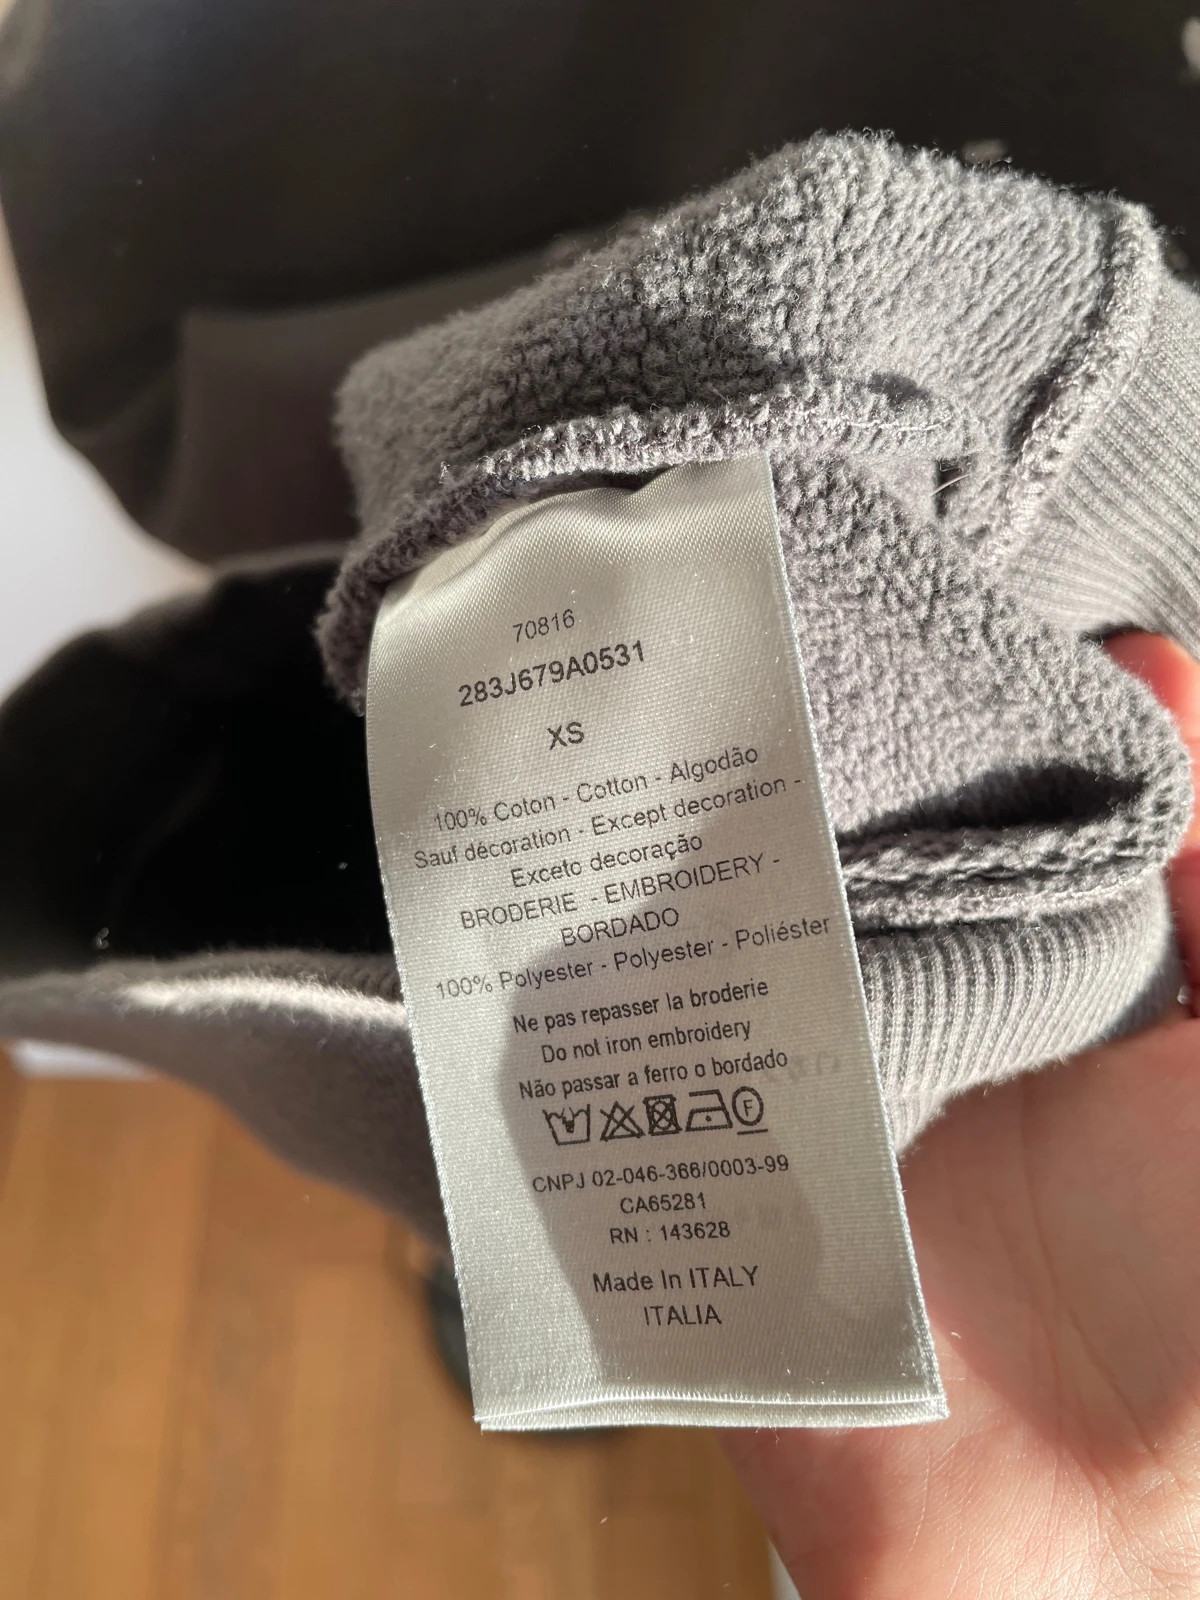 70816
283J679A0531
XS
100% Coton - Cotton - Algodão
Sauf décoration - Except decoration -
Exceto decoração
BRODERIE - EMBROIDERY -
BORDADO
100% Polyester - Polyester - Poliéster
Ne pas repasser la broderie
Do not iron embroidery
Não passar a ferro o bordado
F
CNPJ 02-046-366/0003-99
CA65281
RN : 143628
Made In ITALY
ITALIA